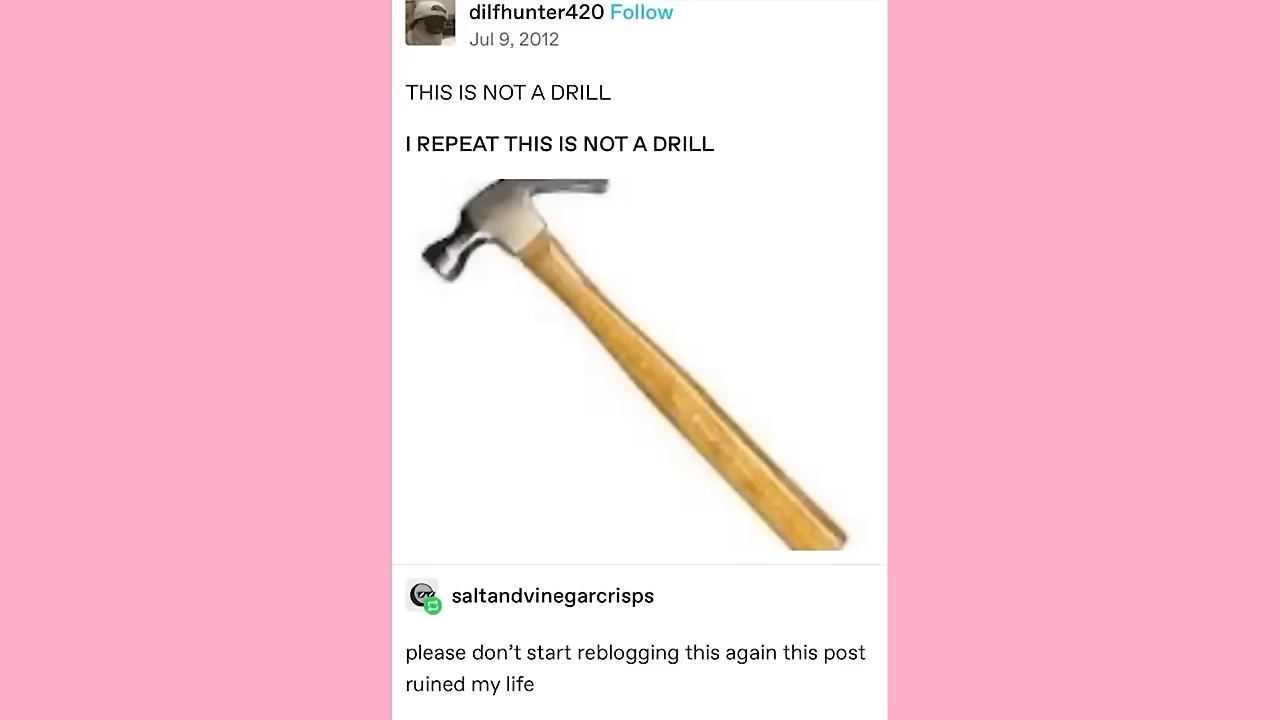 dilfhunter420 Follow
Jul 9, 2012
THIS IS NOT A DRILL
I REPEAT THIS IS NOT A DRILL
saltandvinegarcrisps
please don’t start reblogging this again this post
ruined my life